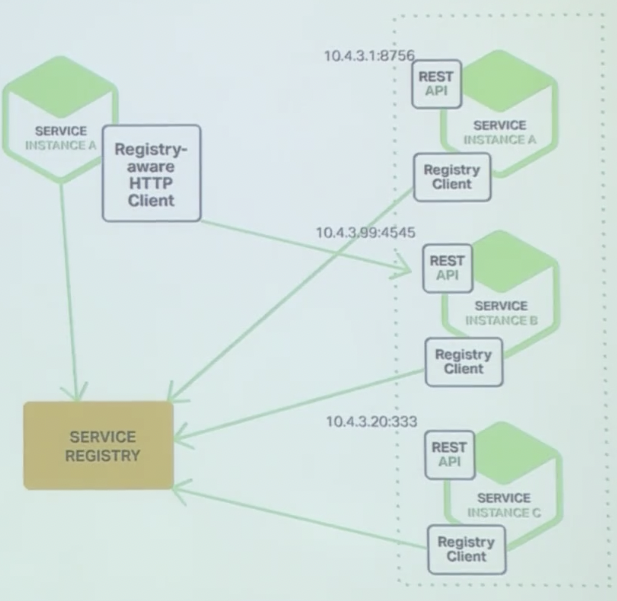 SERVICE
INSTANCE A
Registry-
aware
HTTP
Client
SERVICE
REGISTRY
10.4.3.1:8756
REST
API
SERVICE
INSTANCE A
Registry
Client
10.4.3.99:4545
REST
API
SERVICE
INSTANCE B
Registry
Client
10.4.3.20:333
REST
API
SERVICE
INSTANCE C
Registry
Client